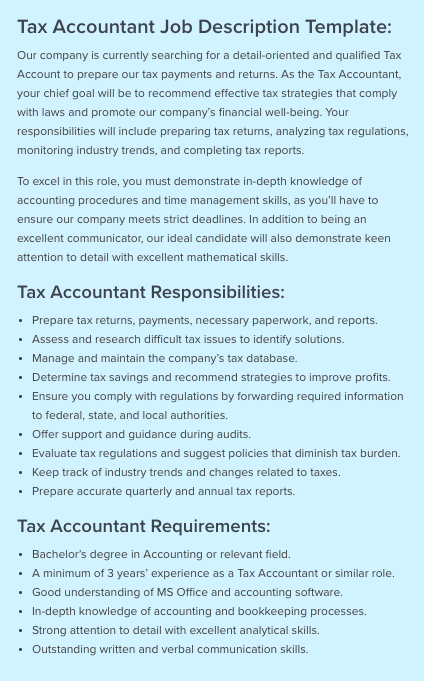 Tax Accountant Job Description Template:
Our company is currently searching for a detail-oriented and qualified Tax
Account to prepare our tax payments and returns. As the Tax Accountant,
your chief goal will be to recommend effective tax strategies that comply
with laws and promote our company's financial well-being. Your
responsibilities will include preparing tax returns, analyzing tax regulations,
monitoring industry trends, and completing tax reports.
To excel in this role, you must demonstrate in-depth knowledge of
accounting procedures and time management skills, as you'll have to
ensure our company meets strict deadlines. In addition to being an
excellent communicator, our ideal candidate will also demonstrate keen
attention to detail with excellent mathematical skills.
Tax Accountant Responsibilities:
• Prepare tax returns, payments, necessary paperwork, and reports.
• Assess and research difficult tax issues to identify solutions.
• Manage and maintain the company's tax database.
• Determine tax savings and recommend strategies to improve profits.
• Ensure you comply with regulations by forwarding required information
to federal, state, and local authorities.
• Offer support and guidance during audits.
• Evaluate tax regulations and suggest policies that diminish tax burden.
• Keep track of industry trends and changes related to taxes.
• Prepare accurate quarterly and annual tax reports.
Tax Accountant Requirements:
• Bachelor's degree in Accounting or relevant field.
• A minimum of 3 years' experience as a Tax Accountant or similar role.
• Good understanding of MS Office and accounting software.
• In-depth knowledge of accounting and bookkeeping processes.
• Strong attention to detail with excellent analytical skills.
• Outstanding written and verbal communication skills.